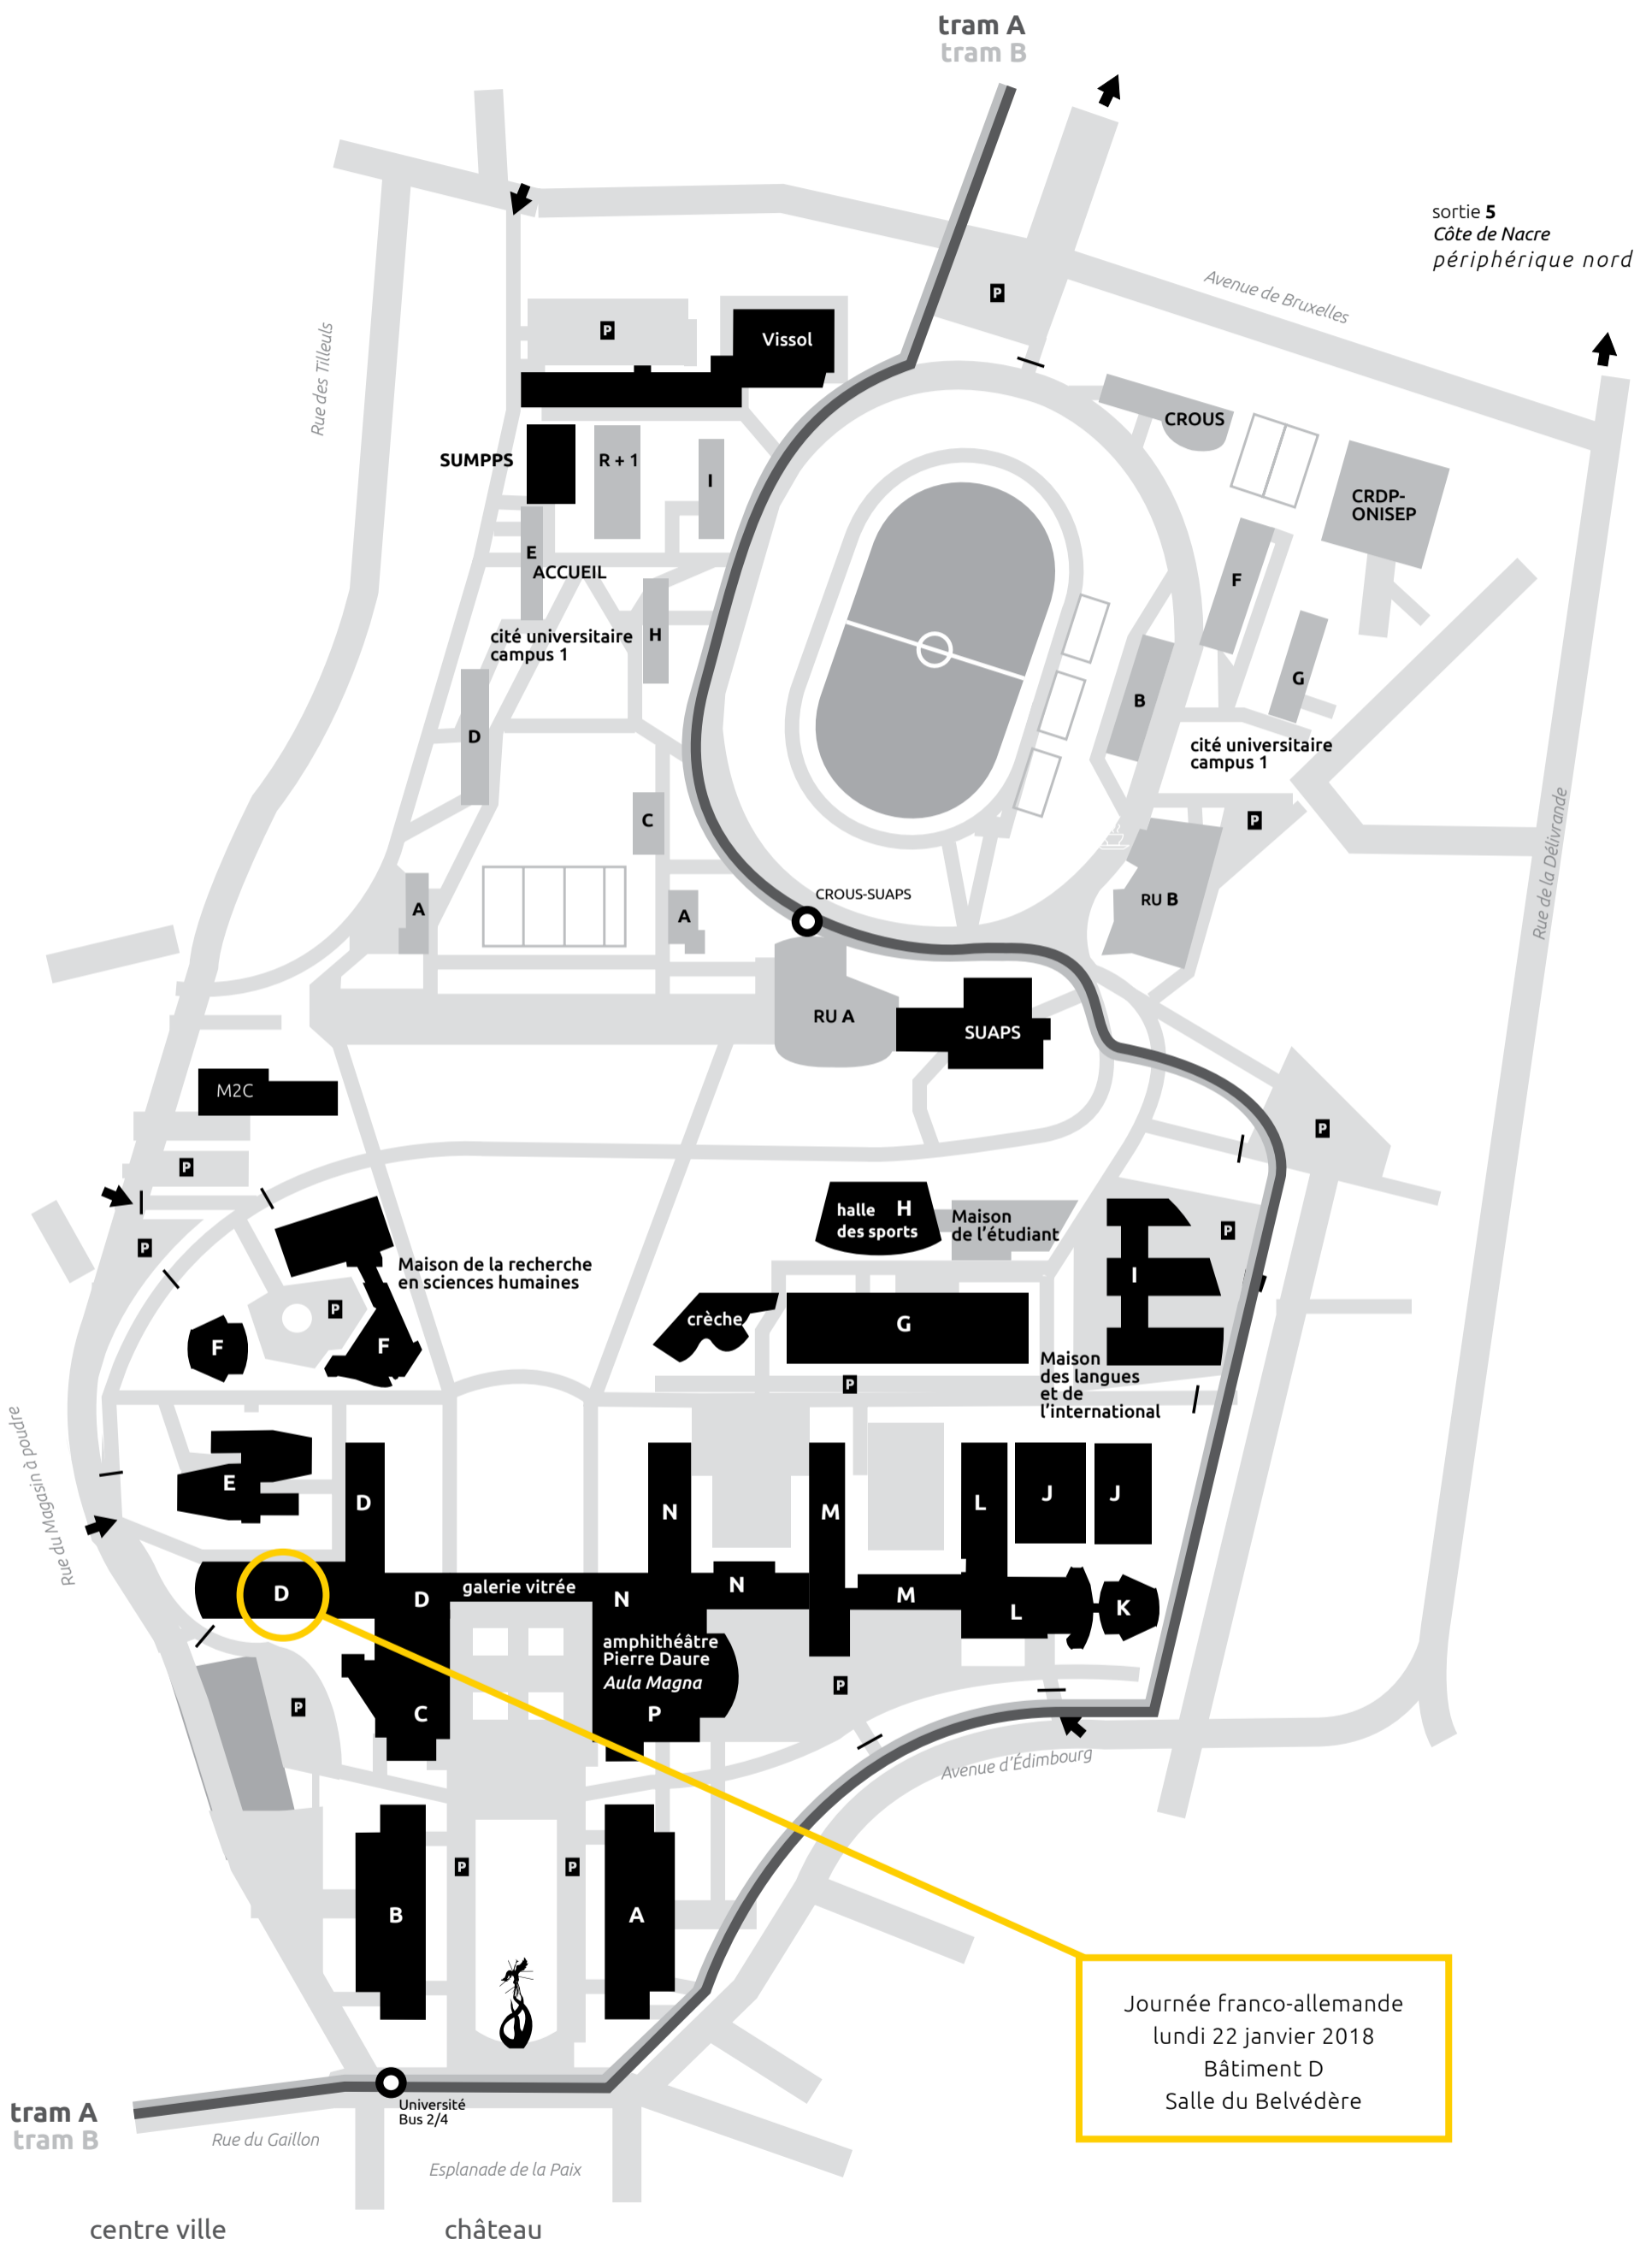 tram A
tram B
sortie 5
Côte de Nacre
périphérique nord
Avenue de Bruxelles
P
P
Vissol
Rue des Tilleuls
CROUS
SUMPPS
R + 1
I
CRDP-
ONISEP
E
ACCUEIL
F
cité universitaire
campus 1
H
G
B
D
cité universitaire
campus 1
C
P
Rue de la Délivrande
CROUS-SUAPS
A
A
RU B
RU A
SUAPS
M2C
P
P
halle H
des sports
Maison
de l'étudiant
P
P
Maison de la recherche
en sciences humaines
I
P
crèche
G
F
F
Maison
des langues
et de
l'international
P
Rue du Magasin à poudre
E
D
N
M
L
J
J
D
D
galerie vitrée
N
N
M
L
K
amphithéâtre
Pierre Daure
Aula Magna
P
P
P
C
Avenue d'Édimbourg
P
P
B
A
Journée franco-allemande
lundi 22 janvier 2018
Bâtiment D
Salle du Belvédère
tram A
tram B
Université
Bus 2/4
Rue du Gaillon
Esplanade de la Paix
centre ville
château